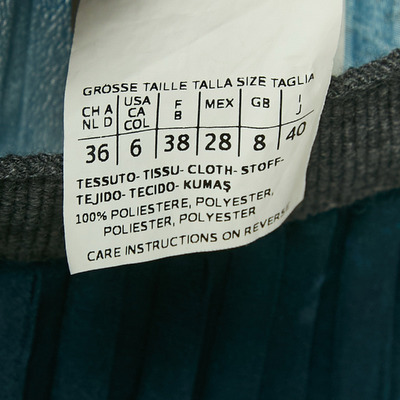 GRÖSSE TAILLE TALLA SIZE TAGLIA
CH A NL D | USA CA COL | F B | MEX | GB | I J
36 | 6 | 38 | 28 | 8 | 40
TESSUTO- TISSU- CLOTH- STOFF-
TEJIDO- TECIDO- KUMAŞ
100% POLIESTERE, POLYESTER,
POLIESTER, POLYESTER
CARE INSTRUCTIONS ON REVERSE